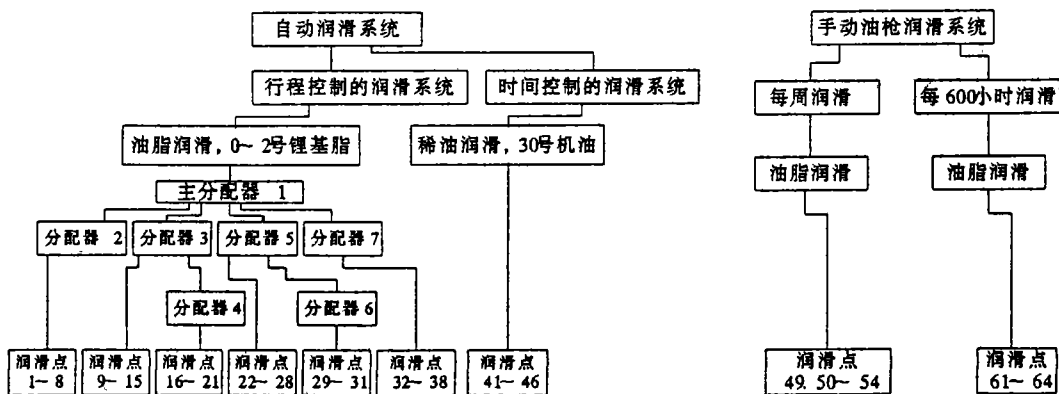 自动润滑系统
手动油枪润滑系统
行程控制的润滑系统
时间控制的润滑系统
每周润滑
每600小时润滑
油脂润滑，0～2号锂基脂
稀油润滑，30号机油
油脂润滑
油脂润滑
主分配器 1
分配器 2
分配器 3
分配器 5
分配器 7
分配器 4
分配器 6
润滑点
1～8
润滑点
9～15
润滑点
16～21
润滑点
22～28
润滑点
29～31
润滑点
32～38
润滑点
41～46
润滑点
49. 50～54
润滑点
61～64